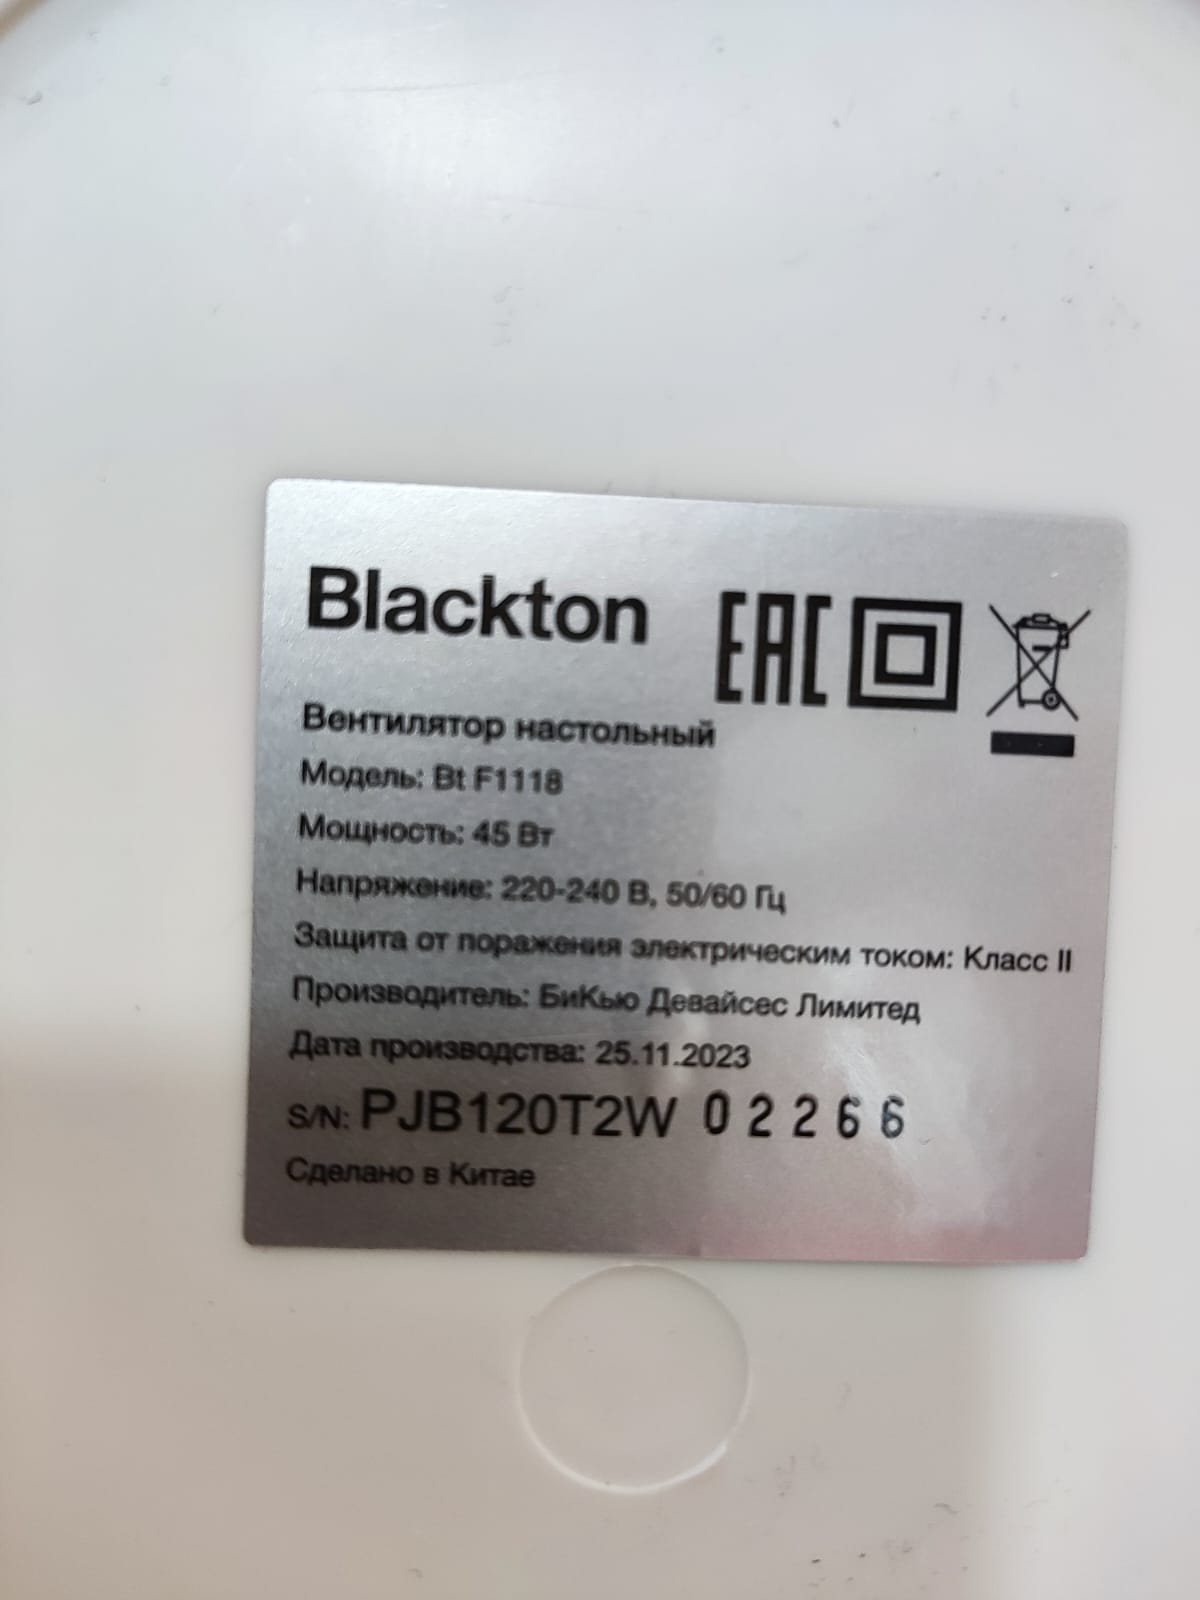 Blackton EAC
Вентилятор настольный
Модель: Bt F1118
Мощность: 45 Вт
Напряжение: 220-240 В, 50/60 Гц
Защита от поражения электрическим током: Класс II
Производитель: БиКью Девайсес Лимитед
Дата производства: 25.11.2023
S/N: PJB120T2W 02266
Сделано в Китае